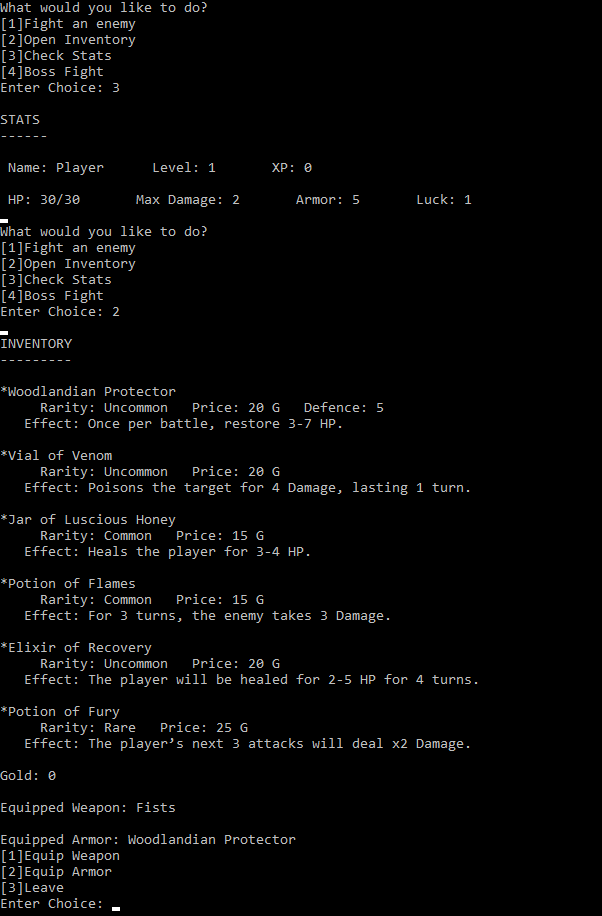 What would you like to do?
[1]Fight an enemy
[2]Open Inventory
[3]Check Stats
[4]Boss Fight
Enter Choice: 3
STATS
------
Name: Player      Level: 1       XP: 0
HP: 30/30       Max Damage: 2       Armor: 5       Luck: 1
What would you like to do?
[1]Fight an enemy
[2]Open Inventory
[3]Check Stats
[4]Boss Fight
Enter Choice: 2
INVENTORY
---------
*Woodlandian Protector
Rarity: Uncommon   Price: 20 G   Defence: 5
Effect: Once per battle, restore 3-7 HP.
*Vial of Venom
Rarity: Uncommon   Price: 20 G
Effect: Poisons the target for 4 Damage, lasting 1 turn.
*Jar of Luscious Honey
Rarity: Common   Price: 15 G
Effect: Heals the player for 3-4 HP.
*Potion of Flames
Rarity: Common   Price: 15 G
Effect: For 3 turns, the enemy takes 3 Damage.
*Elixir of Recovery
Rarity: Uncommon   Price: 20 G
Effect: The player will be healed for 2-5 HP for 4 turns.
*Potion of Fury
Rarity: Rare   Price: 25 G
Effect: The player’s next 3 attacks will deal x2 Damage.
Gold: 0
Equipped Weapon: Fists
Equipped Armor: Woodlandian Protector
[1]Equip Weapon
[2]Equip Armor
[3]Leave
Enter Choice: